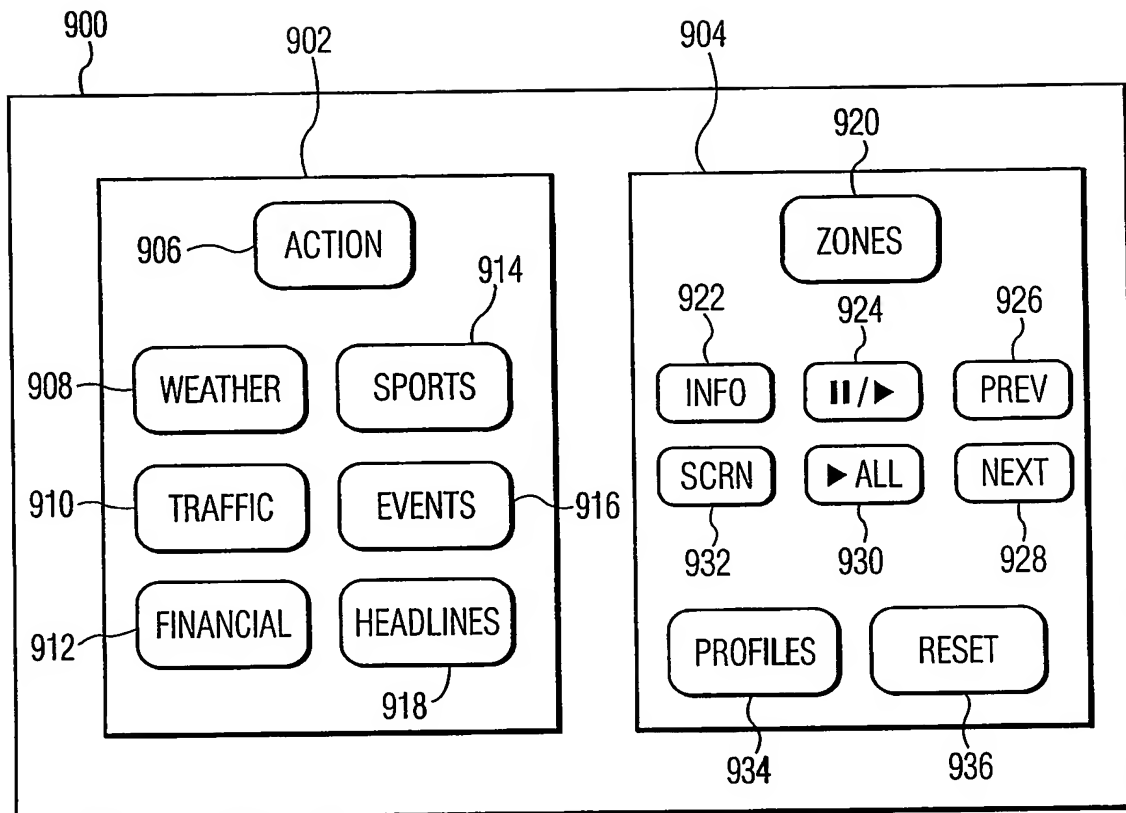 900
902
904
920
906
ACTION
ZONES
914
922
924
926
908
WEATHER
SPORTS
INFO
II/▶
PREV
910
TRAFFIC
EVENTS
916
SCRN
▶ ALL
NEXT
932
930
928
912
FINANCIAL
HEADLINES
918
PROFILES
RESET
934
936